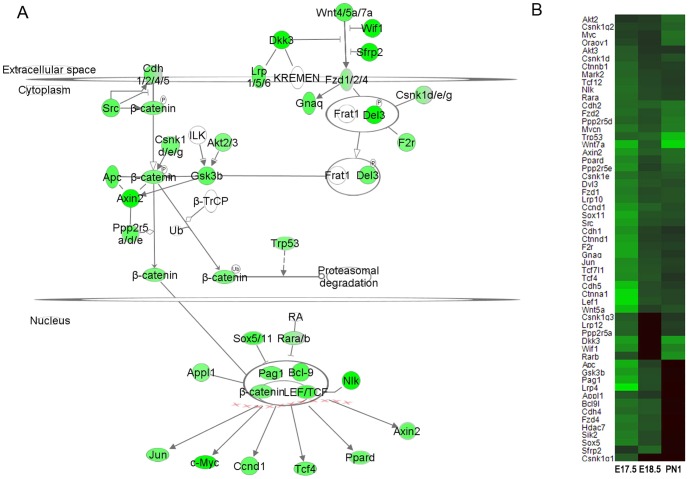 A
B
Wnt4/5a/7a
Wif1
Dkk3
Sfrp2
Extracellular space
Cdh
1/2/4/5
Lrp
1/5/6
KREMEN
Fzd1/2/4
Cytoplasm
Src
β-catenin
P
Gnaq
Frat1
Del3
P
Csnk1d/e/g
F2r
Csnk1
d/e/g
ILK
Akt2/3
Apc
β-catenin
P
Gsk3b
Frat1
Del3
P
Axin2
β-TrCP
Ppp2r5
a/d/e
Ub
Trp53
β-catenin
β-catenin
Ub
Proteasomal
degradation
Nucleus
RA
Sox5/11
Rara/b
Appl1
Pag1
Bcl-9
Nlk
β-catenin
LEF/TCF
Axin2
Jun
c-Myc
Ccnd1
Tcf4
Ppard
Akt2
Csnk1q2
Myc
Oraov1
Akt3
Csnk1d
Ctnnb1
Mark2
Tcf12
Nlk
Rara
Cdh2
Fzd2
Ppp2r5d
Mycn
Trp53
Wnt7a
Axin2
Ppard
Ppp2r5e
Csnk1e
Dvl3
Fzd1
Lrp10
Ccnd1
Sox11
Src
Cdh1
Ctnnd1
F2r
Gnaq
Jun
Tcf7l1
Tcf4
Cdh5
Ctnna1
Lef1
Wnt5a
Csnk1q3
Lrp12
Ppp2r5a
Dkk3
Wif1
Rarb
Apc
Gsk3b
Pag1
Lrp4
Appl1
Bcl9l
Cdh4
Fzd4
Hdac7
Sik2
Sox5
Sfrp2
Csnk1g1
E17.5 E18.5 PN1